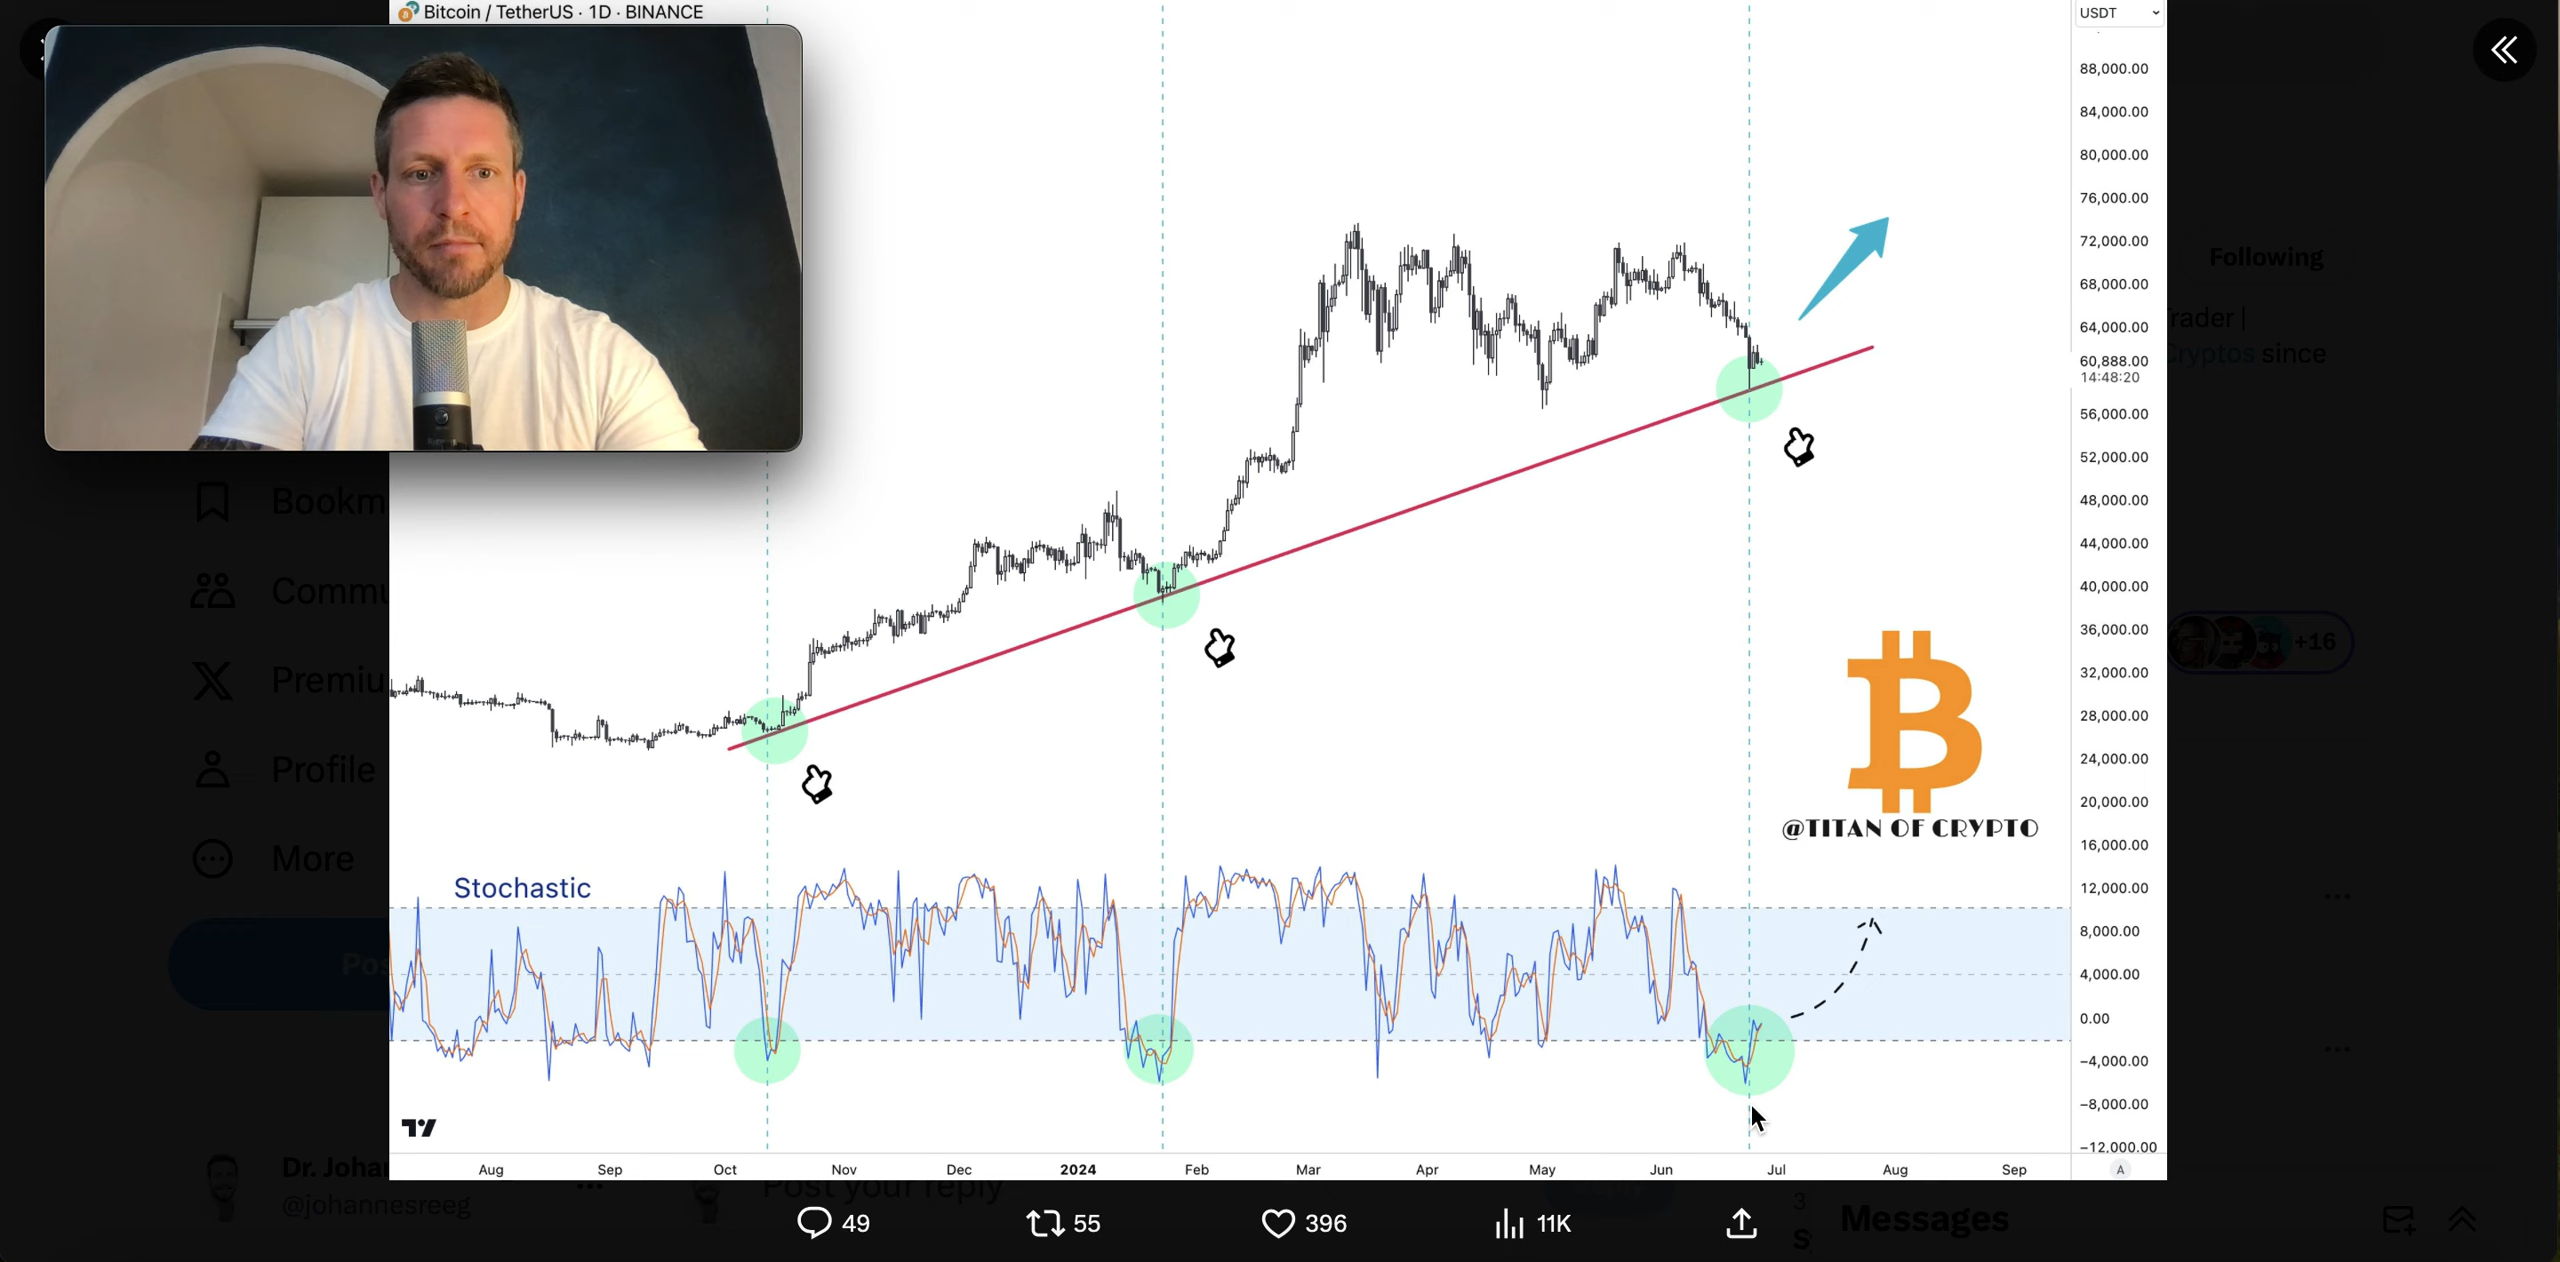 Bitcoin / TetherUS · 1D · BINANCE
USDT
88,000.00
84,000.00
80,000.00
76,000.00
72,000.00
68,000.00
64,000.00
60,888.00
14:48:20
56,000.00
52,000.00
48,000.00
44,000.00
40,000.00
36,000.00
32,000.00
28,000.00
24,000.00
20,000.00
16,000.00
12,000.00
8,000.00
4,000.00
0.00
−4,000.00
−8,000.00
−12,000.00
Following
Trader |
Cryptos since
+16
Bookm
Commu
Premiu
Profile
More
Pos
@TITAN OF CRYPTO
Stochastic
Aug Sep Oct Nov Dec 2024 Feb Mar Apr May Jun Jul Aug Sep A
Dr. Joha
@johannesreeg
Post your reply
49 55 396 11K
3
S
Messages